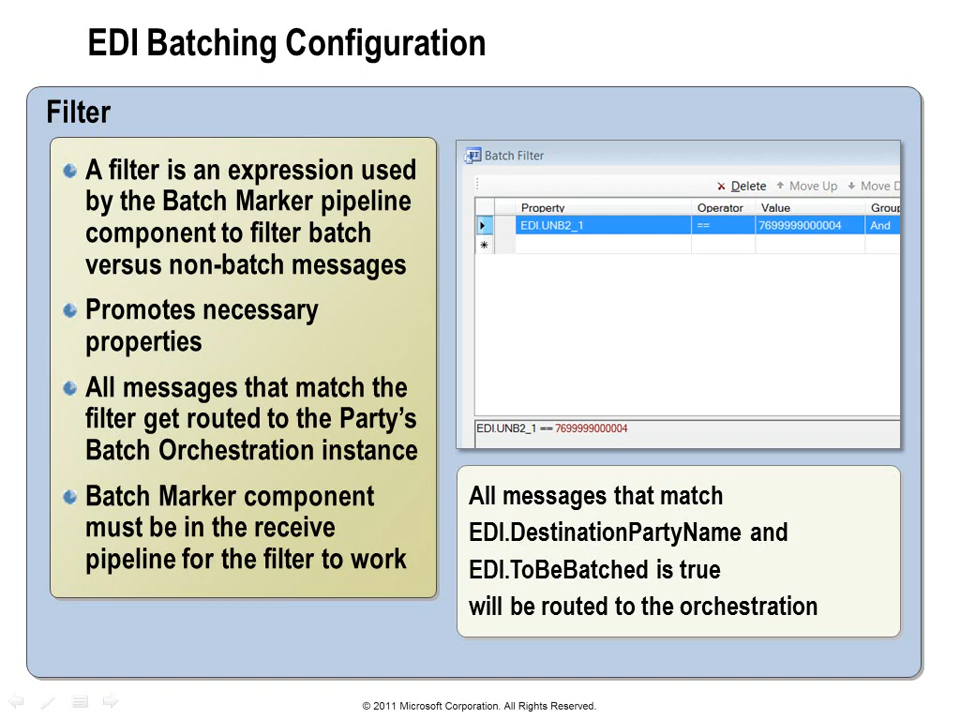 EDI Batching Configuration
Filter
A filter is an expression used
by the Batch Marker pipeline
component to filter batch
versus non-batch messages
Promotes necessary
properties
All messages that match the
filter get routed to the Party's
Batch Orchestration instance
Batch Marker component
must be in the receive
pipeline for the filter to work
Batch Filter
Delete Move Up Move D
Property Operator Value Group
EDI.UNB2_1 == 7699999000004 And
EDI.UNB2_1 == 7699999000004
All messages that match
EDI.DestinationPartyName and
EDI.ToBeBatched is true
will be routed to the orchestration
© 2011 Microsoft Corporation. All Rights Reserved.